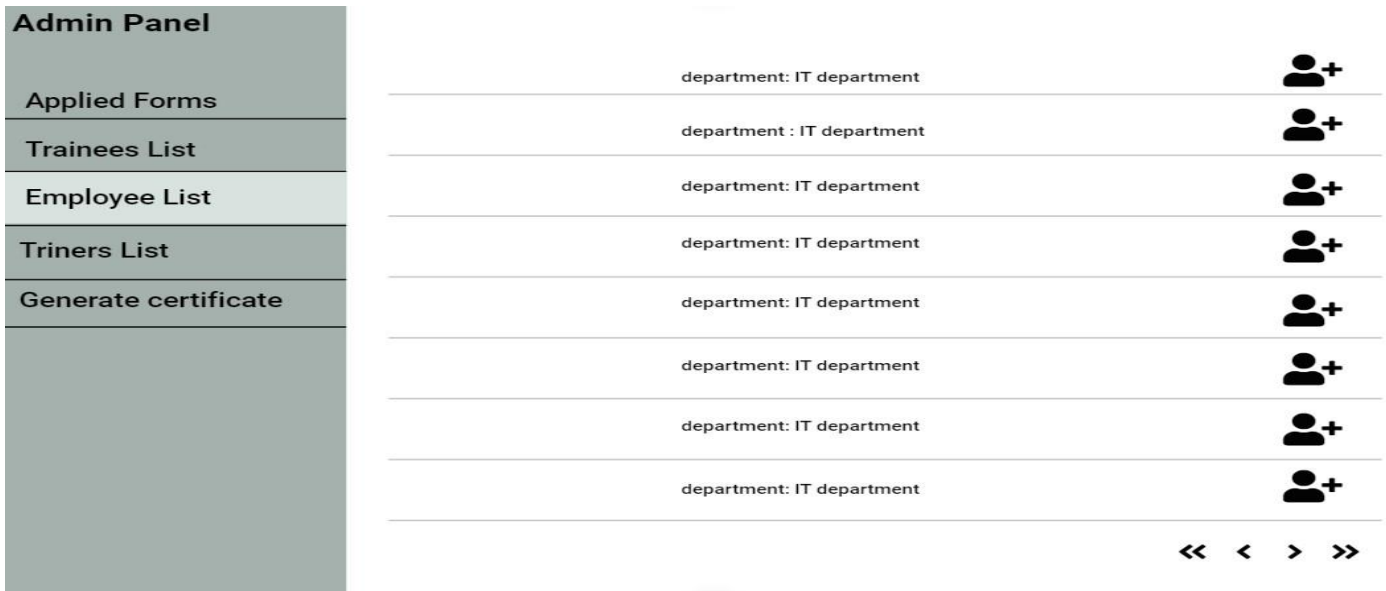 Admin Panel
Applied Forms
Trainees List
Employee List
Triners List
Generate certificate
department: IT department
department : IT department
department: IT department
department: IT department
department: IT department
department: IT department
department: IT department
department: IT department